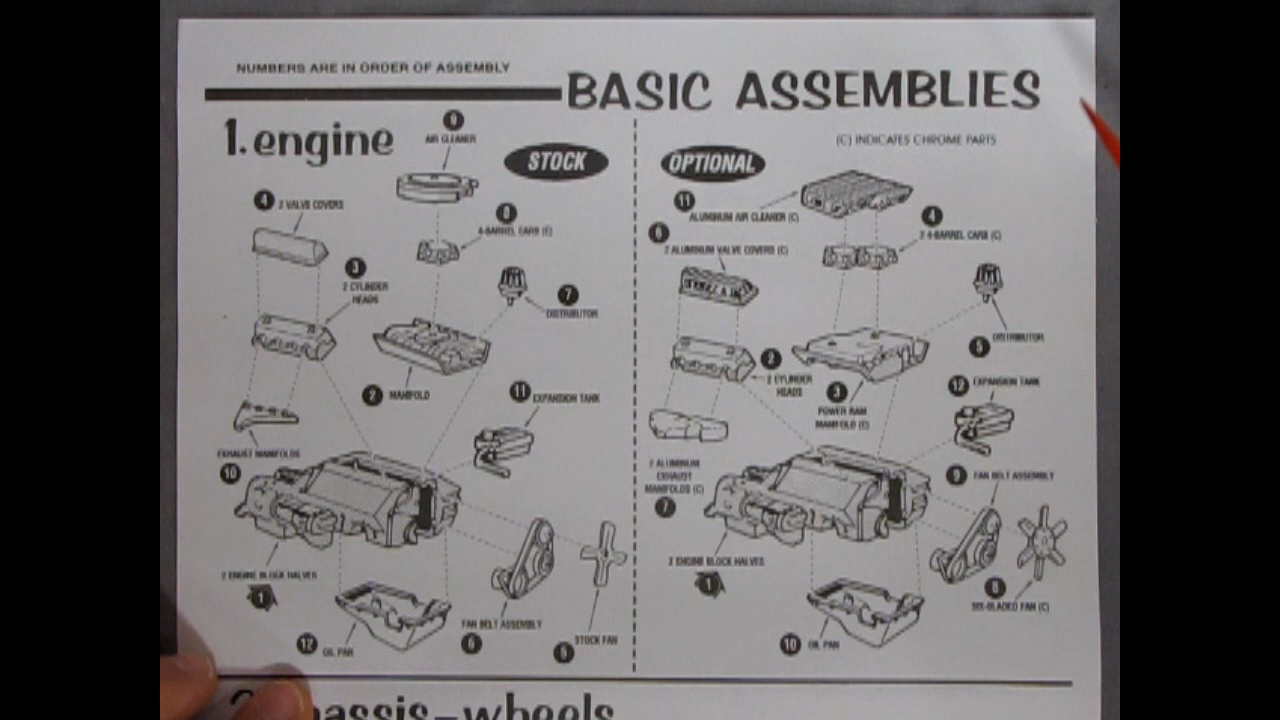 NUMBERS ARE IN ORDER OF ASSEMBLY
BASIC ASSEMBLIES
1. engine
STOCK
9
AIR CLEANER
4
2 VALVE COVERS
8
4-BARREL CARB (C)
3
2 CYLINDER
HEADS
7
DISTRIBUTOR
2
MANIFOLD
11
EXPANSION TANK
EXHAUST MANIFOLDS
10
2 ENGINE BLOCK HALVES
1
12
OIL PAN
FAN BELT ASSEMBLY
6
STOCK FAN
5
OPTIONAL
(C) INDICATES CHROME PARTS
11
ALUMINUM AIR CLEANER (C)
4
2 4-BARREL CARB (C)
6
2 ALUMINUM VALVE COVERS (C)
DISTRIBUTOR
5
2
2 CYLINDER
HEADS
3
POWER RAM
MANIFOLD (C)
12
EXPANSION TANK
2 ALUMINUM
EXHAUST
MANIFOLDS (C)
7
9
FAN BELT ASSEMBLY
2 ENGINE BLOCK HALVES
1
8
SIX-BLADED FAN (C)
10
OIL PAN
assis-wheels